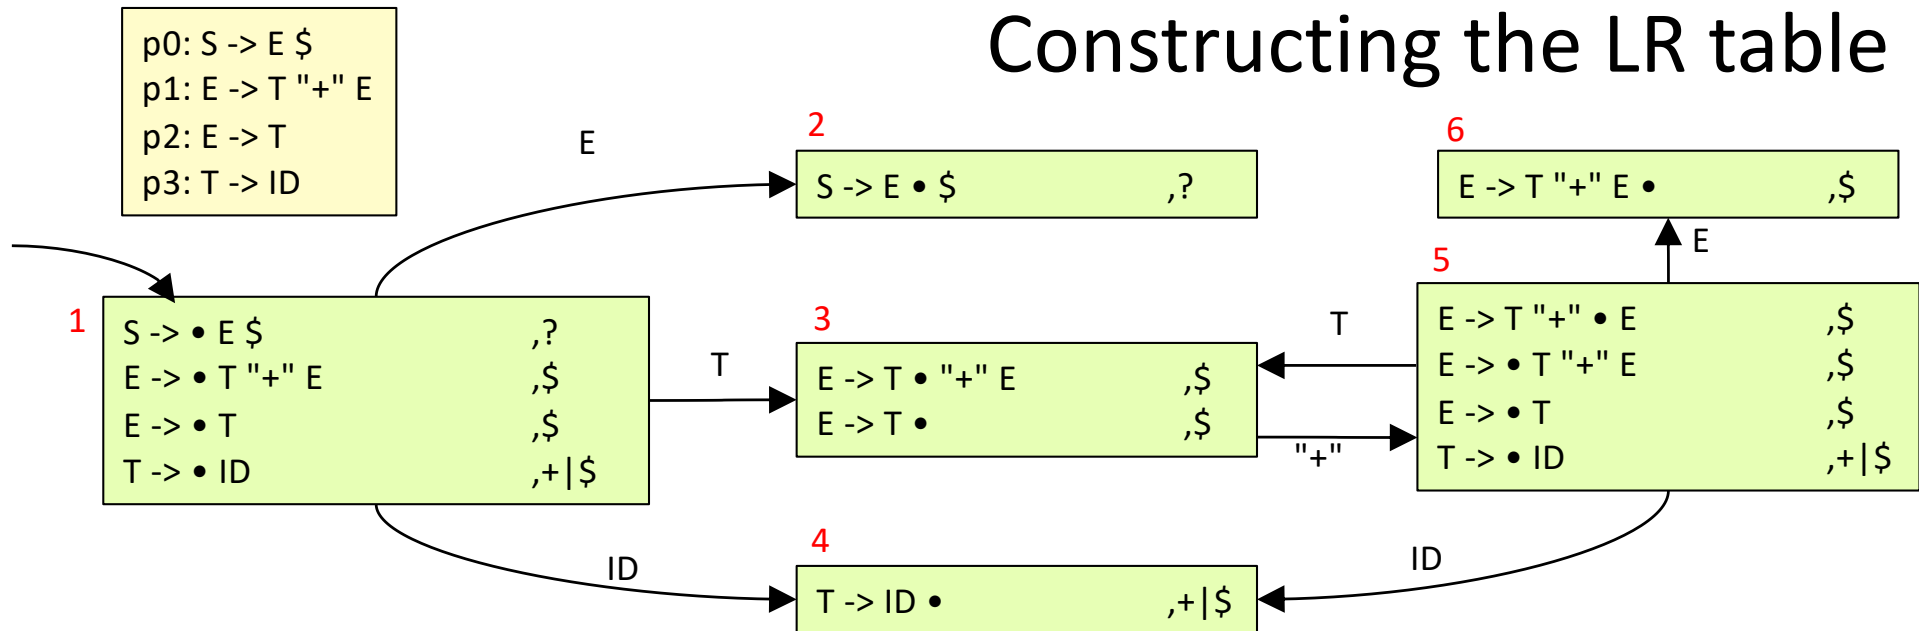 Constructing the LR table
p0: S -> E $
p1: E -> T "+" E
p2: E -> T
p3: T -> ID
E
2
S -> E • $ ,?
6
E -> T "+" E • ,$
E
1
S -> • E $ ,?
E -> • T "+" E ,$
E -> • T ,$
T -> • ID ,+|$
T
3
E -> T • "+" E ,$
E -> T • ,$
T
"+"
5
E -> T "+" • E ,$
E -> • T "+" E ,$
E -> • T ,$
T -> • ID ,+|$
ID
4
T -> ID • ,+|$
ID